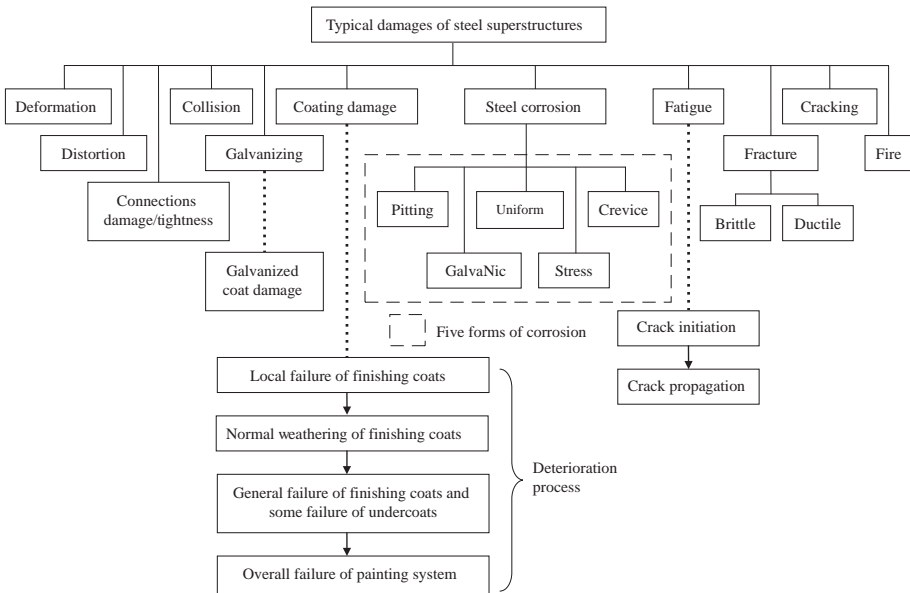 Typical damages of steel superstructures
Deformation
Collision
Coating damage
Steel corrosion
Fatigue
Cracking
Distortion
Galvanizing
Fracture
Fire
Connections
damage/tightness
Pitting
Uniform
Crevice
Brittle
Ductile
Galvanized
coat damage
GalvaNic
Stress
Five forms of corrosion
Crack initiation
Crack propagation
Local failure of finishing coats
Normal weathering of finishing coats
General failure of finishing coats and
some failure of undercoats
Overall failure of painting system
Deterioration
process